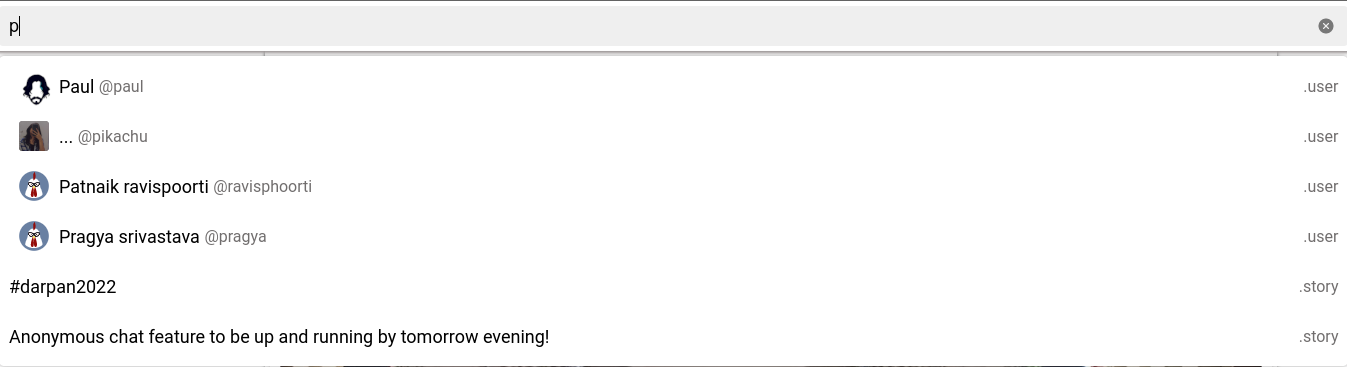 p
Paul @paul .user
... @pikachu .user
Patnaik ravispoorti @ravisphoorti .user
Pragya srivastava @pragya .user
#darpan2022 .story
Anonymous chat feature to be up and running by tomorrow evening! .story